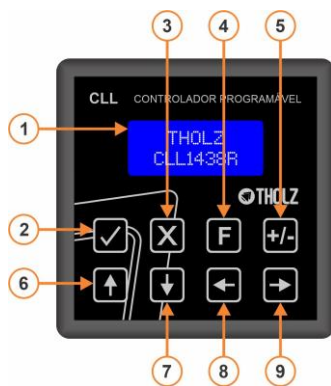 3
4
5
CLL CONTROLADOR PROGRAMÁVEL
1
THOLZ
CLL1438R
THOLZ
2
X
F
+/-
6
7
8
9